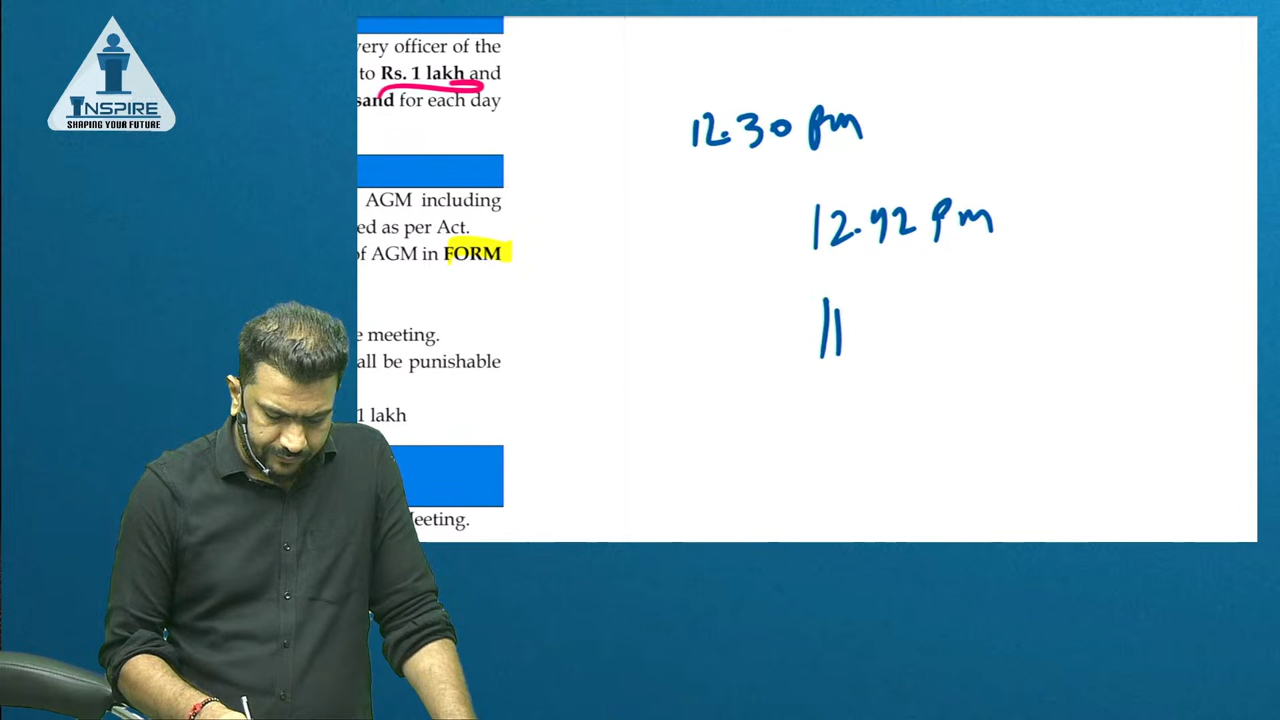 INSPIRE
SHAPING YOUR FUTURE
very officer of the
to Rs. 1 lakh and
sand for each day
AGM including
ed as per Act.
of AGM in FORM
e meeting.
all be punishable
1 lakh
Meeting.
12.30 pm
12.42 pm
11